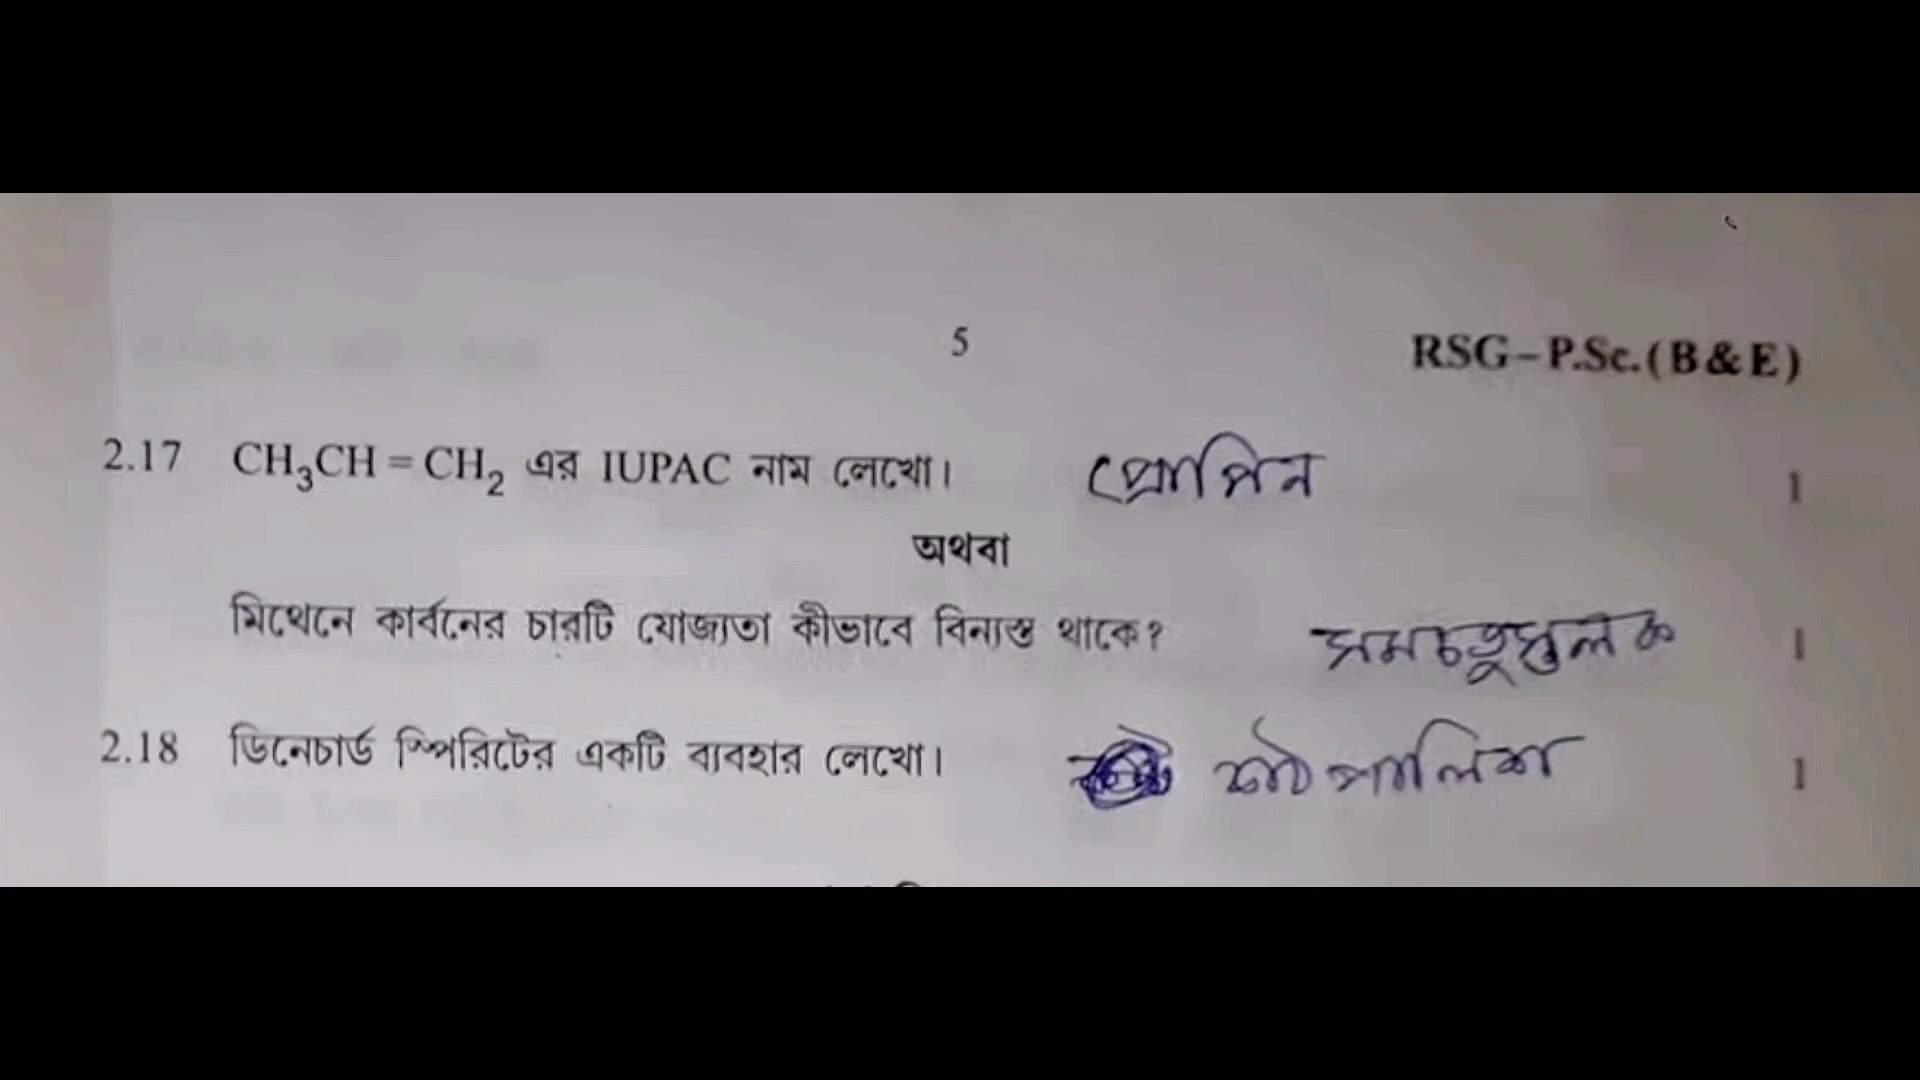 5
RSG–P.Sc.(B&E)
2.17 CH₃CH = CH₂ এর IUPAC নাম লেখো। প্রোপিন 1
অথবা
মিথেনে কার্বনের চারটি যোজ্যতা কীভাবে বিন্যস্ত থাকে? সমচতুস্তলক 1
2.18 ডিনেচার্ড স্পিরিটের একটি ব্যবহার লেখো। কাঠ পালিশ 1